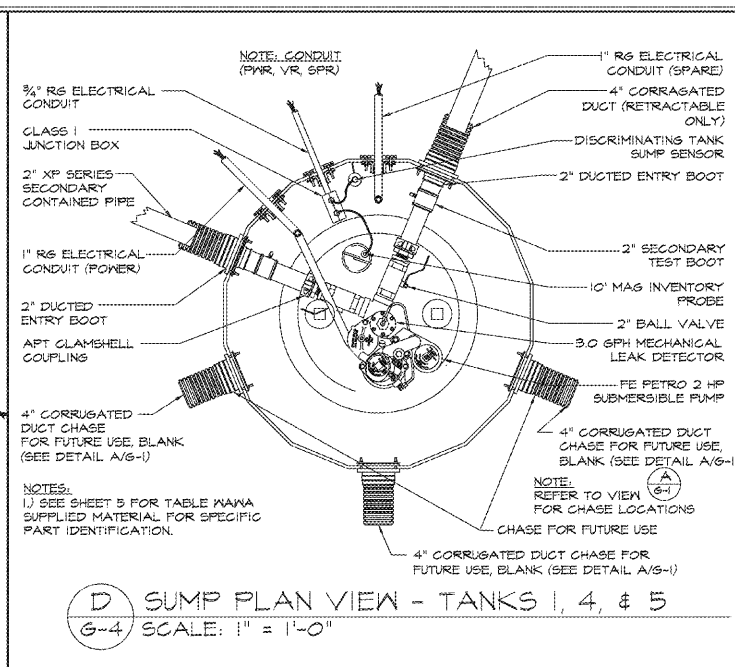 NOTE: CONDUIT
(PWR, VR, SPR)
3/4" RG ELECTRICAL
CONDUIT
CLASS 1
JUNCTION BOX
2" XP SERIES
SECONDARY
CONTAINED PIPE
1" RG ELECTRICAL
CONDUIT (POWER)
2" DUCTED
ENTRY BOOT
APT CLAMSHELL
COUPLING
4" CORRUGATED
DUCT CHASE
FOR FUTURE USE, BLANK
(SEE DETAIL A/G-1)
NOTES:
1.) SEE SHEET 5 FOR TABLE WAWA
SUPPLIED MATERIAL FOR SPECIFIC
PART IDENTIFICATION.
1" RG ELECTRICAL
CONDUIT (SPARE)
4" CORRAGATED
DUCT (RETRACTABLE
ONLY)
DISCRIMINATING TANK
SUMP SENSOR
2" DUCTED ENTRY BOOT
2" SECONDARY
TEST BOOT
10' MAG INVENTORY
PROBE
2" BALL VALVE
3.0 GPH MECHANICAL
LEAK DETECTOR
FE PETRO 2 HP
SUBMERSIBLE PUMP
4" CORRUGATED DUCT
CHASE FOR FUTURE USE,
BLANK (SEE DETAIL A/G-1)
NOTE:
REFER TO VIEW
FOR CHASE LOCATIONS
A
G-1
CHASE FOR FUTURE USE
4" CORRUGATED DUCT CHASE FOR
FUTURE USE, BLANK (SEE DETAIL A/G-1)
D SUMP PLAN VIEW - TANKS 1, 4, & 5
G-4 SCALE: 1" = 1'-0"